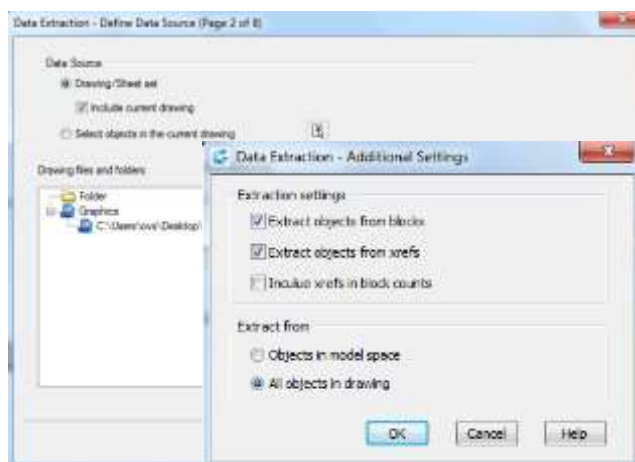 Data Extraction - Define Data Source (Page 2 of 8)
Data Source
Drawing/Sheet set
Include current drawing
Select objects in the current drawing
Drawing files and folders
Folder
Graphics
C:\Users\ove\Desktop\
Data Extraction - Additional Settings
Extraction settings
Extract objects from blocks
Extract objects from xrefs
Include xrefs in block counts
Extract from
Objects in model space
All objects in drawing
OK
Cancel
Help